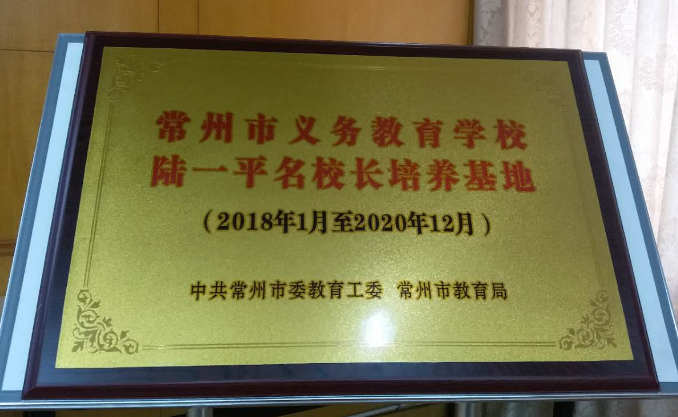 常州市义务教育学校
陆一平名校长培养基地
（2018年1月至2020年12月）
中共常州市委教育工委 常州市教育局